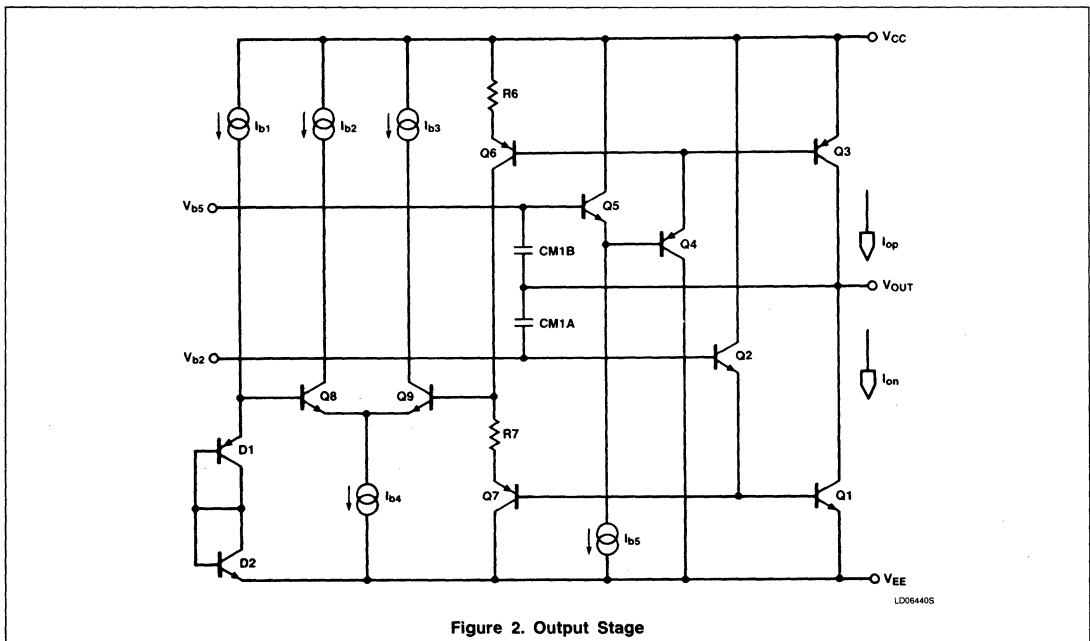 VCC
R6
Ib1
Ib2
Ib3
Q6
Q3
Vb5
Q5
CM1B
Q4
Iop
VOUT
CM1A
Vb2
Q2
Ion
Q8
Q9
R7
D1
Ib4
Q7
Q1
Ib5
D2
VEE
LD06440S
Figure 2. Output Stage